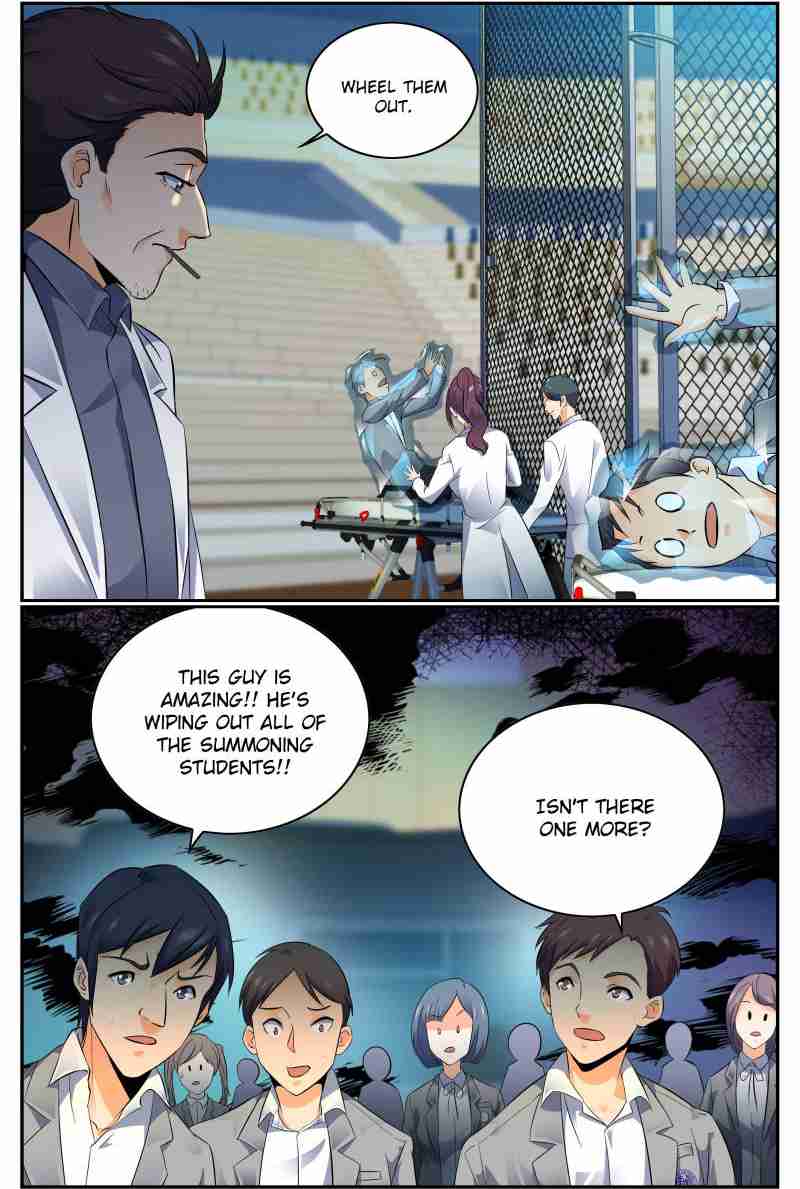 WHEEL THEM
OUT.
THIS GUY IS
AMAZING!! HE'S
WIPING OUT ALL OF
THE SUMMONING
STUDENTS!!
ISN'T THERE
ONE MORE?